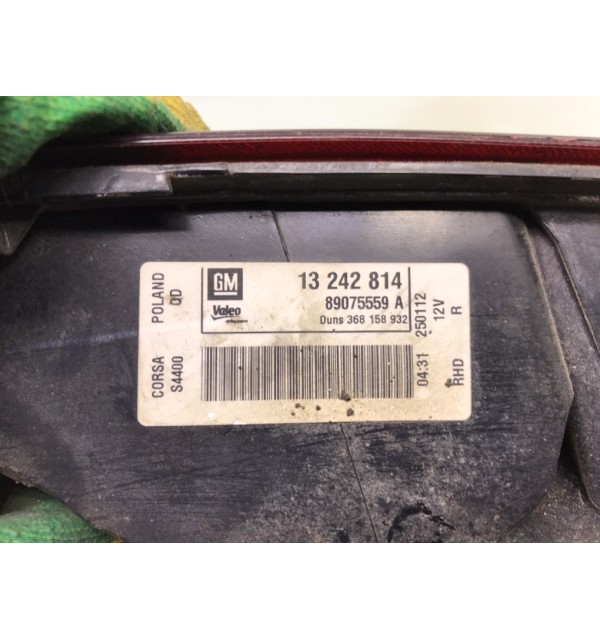 GM
13 242 814
Valeo
89075559 A
Duns 368 158 932
CORSA POLAND
S4400 QD
04:31 250112
12V
RHD R